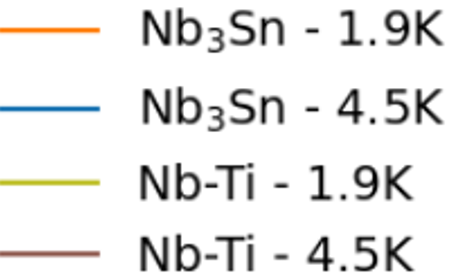 Nb₃Sn - 1.9K
Nb₃Sn - 4.5K
Nb-Ti - 1.9K
Nb-Ti - 4.5K